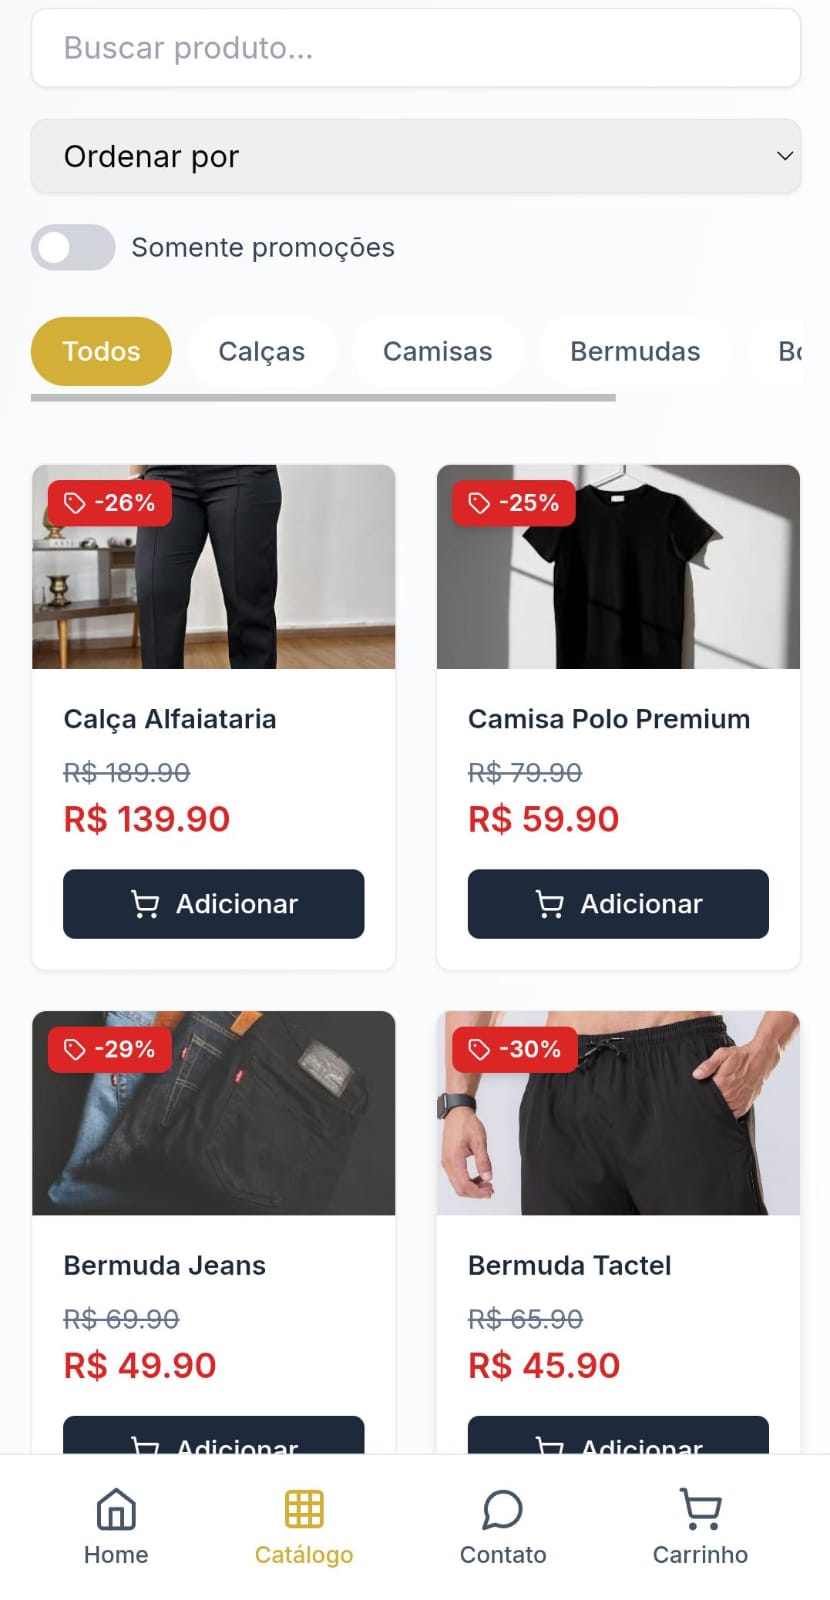 Buscar produto...
Ordenar por
Somente promoções
Todos
Calças
Camisas
Bermudas
-26%
-25%
Calça Alfaiataria
Camisa Polo Premium
R$ 189.90
R$ 79.90
R$ 139.90
R$ 59.90
Adicionar
Adicionar
-29%
-30%
Bermuda Jeans
Bermuda Tactel
R$ 69.90
R$ 65.90
R$ 49.90
R$ 45.90
Adicionar
Adicionar
Home
Catálogo
Contato
Carrinho